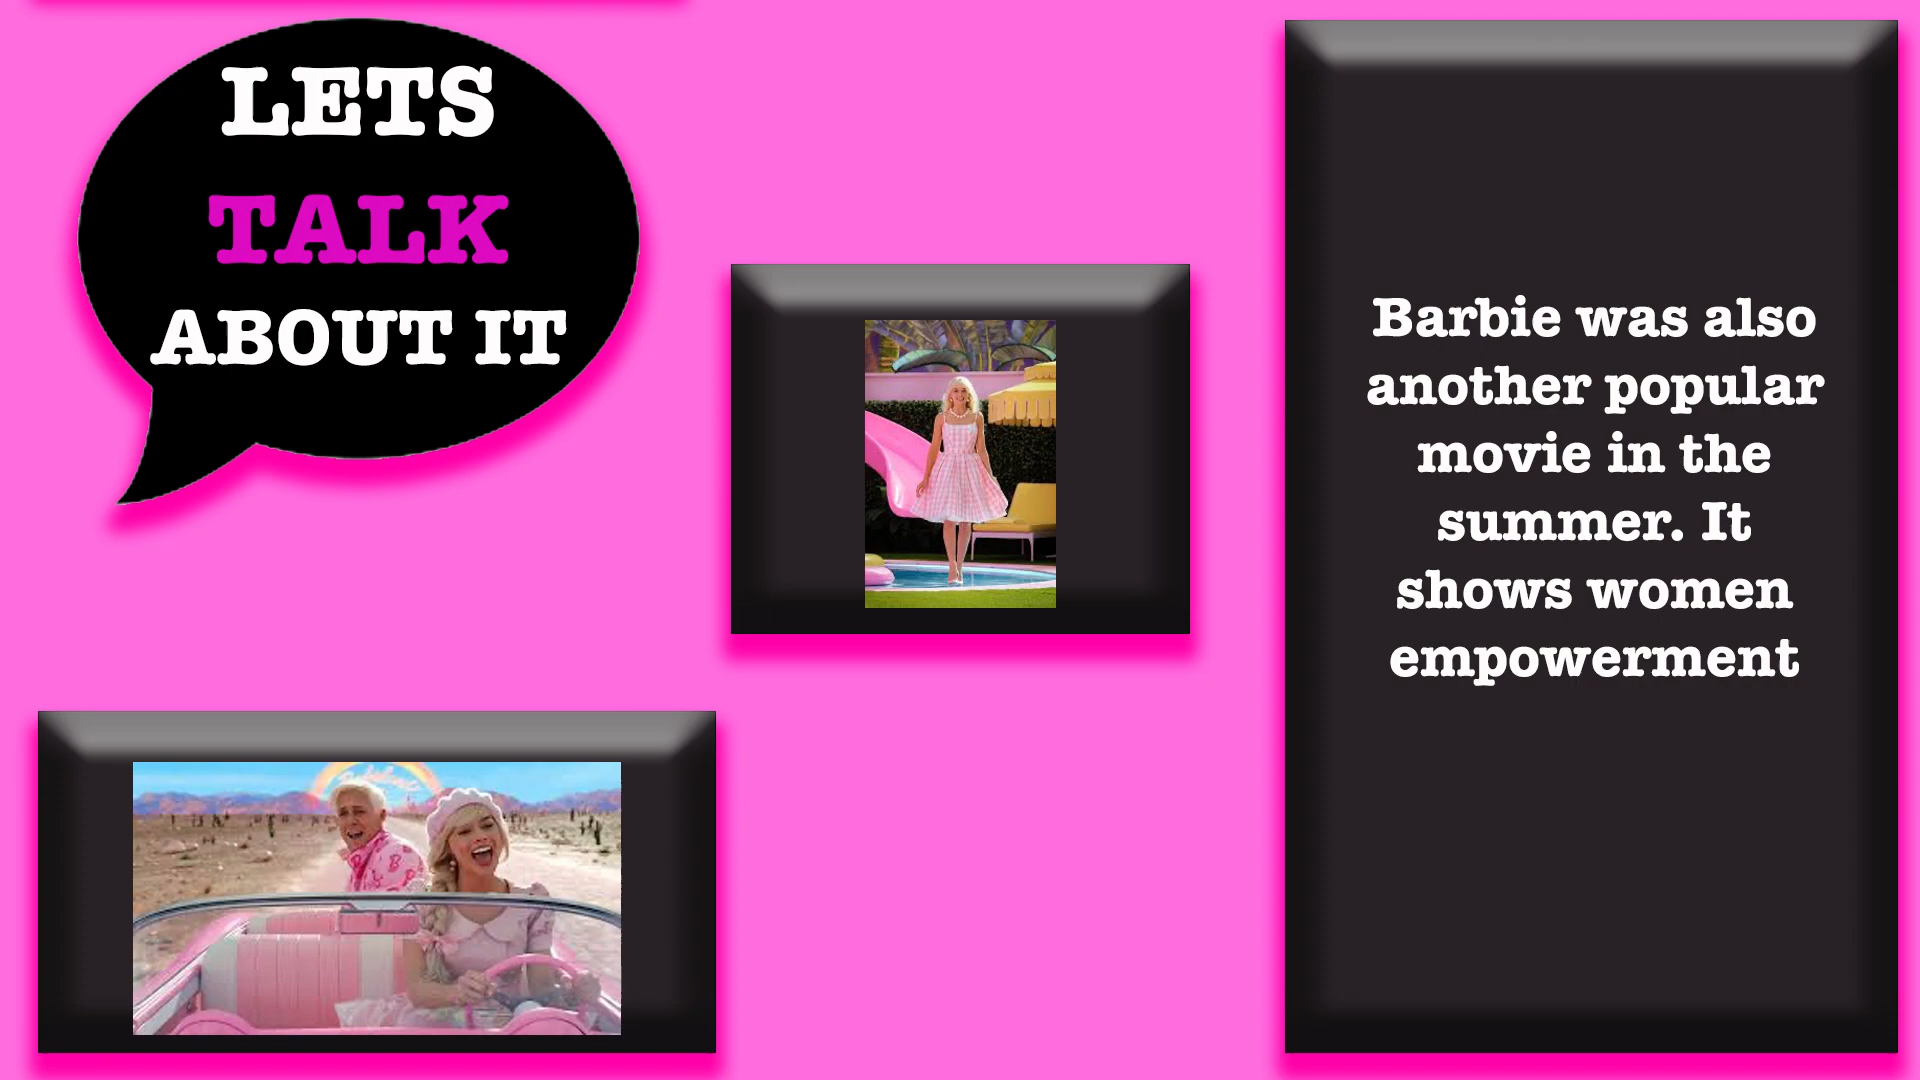 LETS
TALK
ABOUT IT
Barbie was also
another popular
movie in the
summer. It
shows women
empowerment